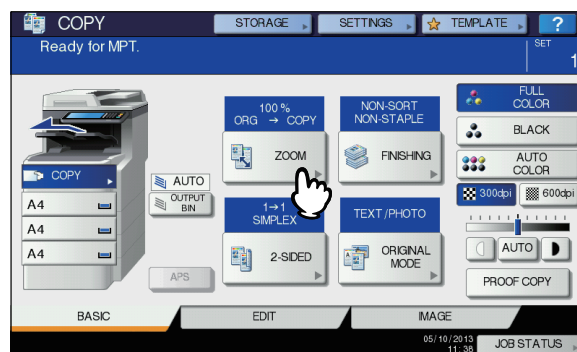 COPY
STORAGE
SETTINGS
TEMPLATE
?
Ready for MPT.
SET
1
COPY
A4
A4
A4
AUTO
OUTPUT
BIN
APS
100 %
ORG → COPY
ZOOM
NON-SORT
NON-STAPLE
FINISHING
1→1
SIMPLEX
2-SIDED
TEXT/PHOTO
ORIGINAL
MODE
FULL
COLOR
BLACK
AUTO
COLOR
300dpi
600dpi
AUTO
PROOF COPY
BASIC
EDIT
IMAGE
05/10/2013
11:38
JOB STATUS